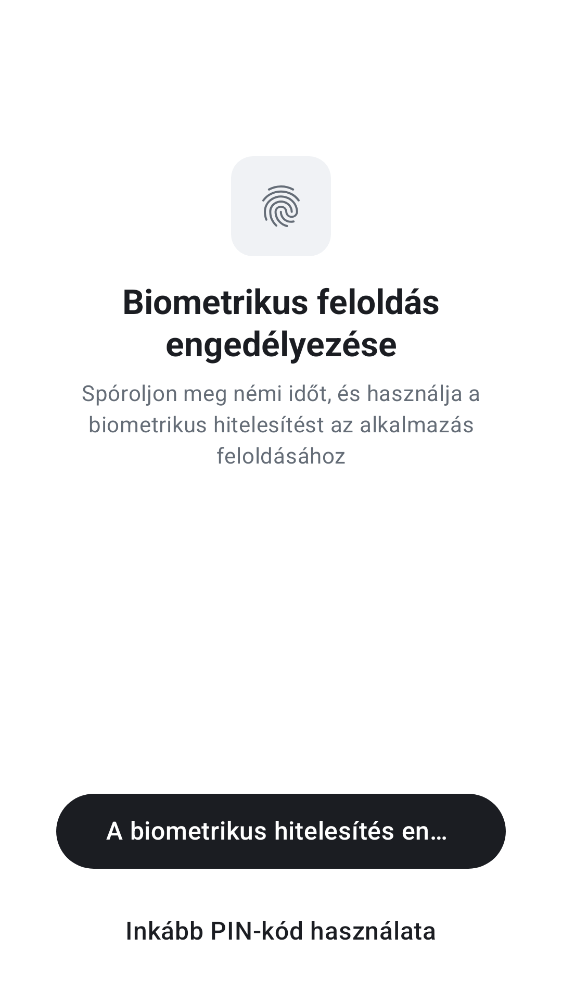 Biometrikus feloldás
engedélyezése
Spóroljon meg némi időt, és használja a
biometrikus hitelesítést az alkalmazás
feloldásához
A biometrikus hitelesítés en…
Inkább PIN-kód használata